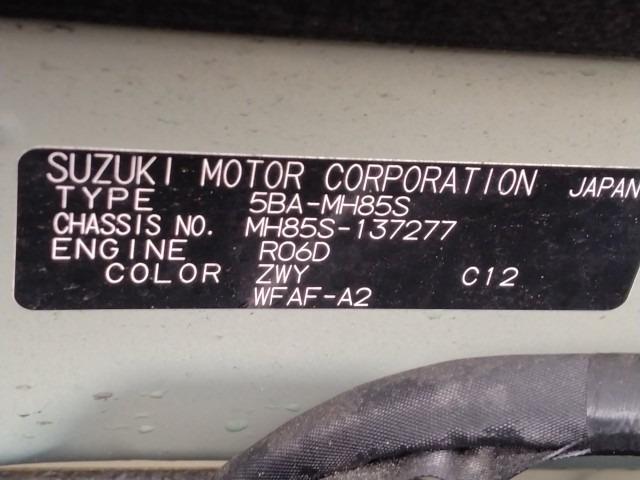 SUZUKI MOTOR CORPORATION JAPAN
TYPE 5BA-MH85S
CHASSIS NO. MH85S-137277
ENGINE R06D
COLOR ZWY C12
WFAF-A2